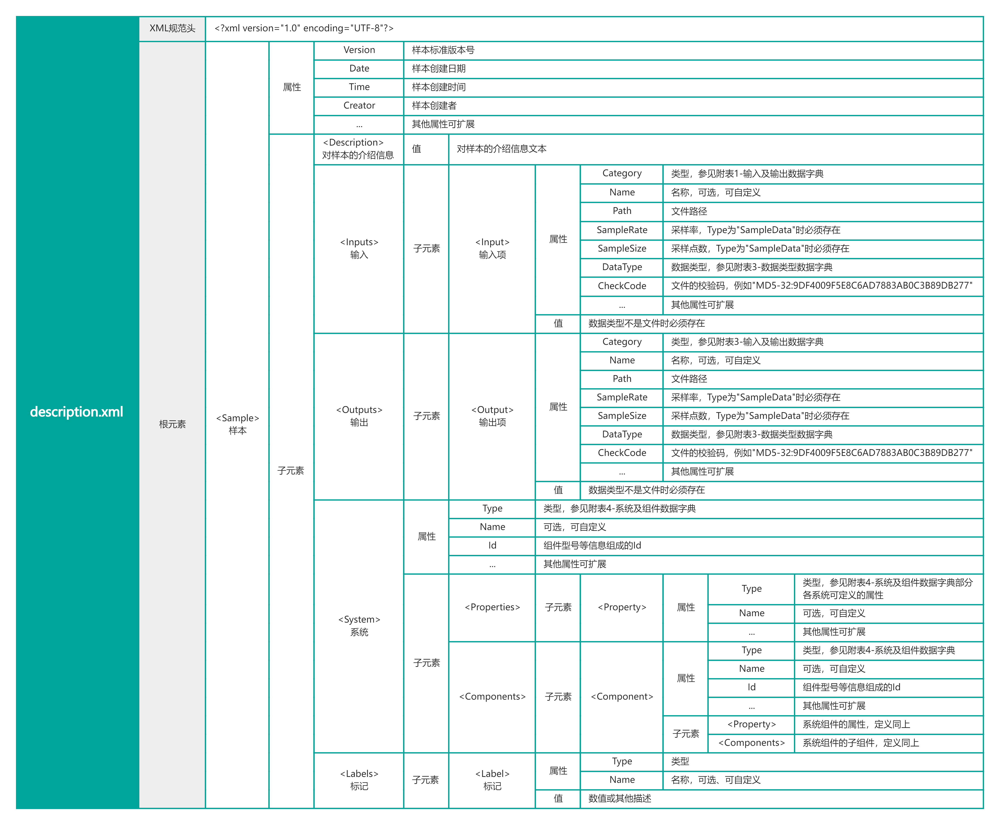 description.xml
XML规范头
<?xml version="1.0" encoding="UTF-8"?>
根元素
<Sample>
样本
属性
Version
样本标准版本号
Date
样本创建日期
Time
样本创建时间
Creator
样本创建者
...
其他属性可扩展
子元素
<Description>
对样本的介绍信息
值
对样本的介绍信息文本
<Inputs>
输入
子元素
<Input>
输入项
属性
Category
类型，参见附表1-输入及输出数据字典
Name
名称，可选，可自定义
Path
文件路径
SampleRate
采样率，Type为"SampleData"时必须存在
SampleSize
采样点数，Type为"SampleData"时必须存在
DataType
数据类型，参见附表3-数据类型数据字典
CheckCode
文件的校验码，例如"MD5-32:9DF4009F5E8C6AD7883AB0C3B89DB277"
...
其他属性可扩展
值
数据类型不是文件时必须存在
<Outputs>
输出
子元素
<Output>
输出项
属性
Category
类型，参见附表3-输入及输出数据字典
Name
名称，可选，可自定义
Path
文件路径
SampleRate
采样率，Type为"SampleData"时必须存在
SampleSize
采样点数，Type为"SampleData"时必须存在
DataType
数据类型，参见附表3-数据类型数据字典
CheckCode
文件的校验码，例如"MD5-32:9DF4009F5E8C6AD7883AB0C3B89DB277"
...
其他属性可扩展
值
数据类型不是文件时必须存在
<System>
系统
属性
Type
类型，参见附表4-系统及组件数据字典
Name
可选，可自定义
Id
组件型号等信息组成的Id
...
其他属性可扩展
子元素
<Properties>
子元素
<Property>
属性
Type
类型，参见附表4-系统及组件数据字典部分
各系统可定义的属性
Name
可选，可自定义
...
其他属性可扩展
<Components>
子元素
<Component>
属性
Type
类型，参见附表4-系统及组件数据字典
Name
可选，可自定义
Id
组件型号等信息组成的Id
...
其他属性可扩展
子元素
<Property>
系统组件的属性，定义同上
<Components>
系统组件的子组件，定义同上
<Labels>
标记
子元素
<Label>
标记
属性
Type
类型
Name
名称，可选、可自定义
值
数值或其他描述